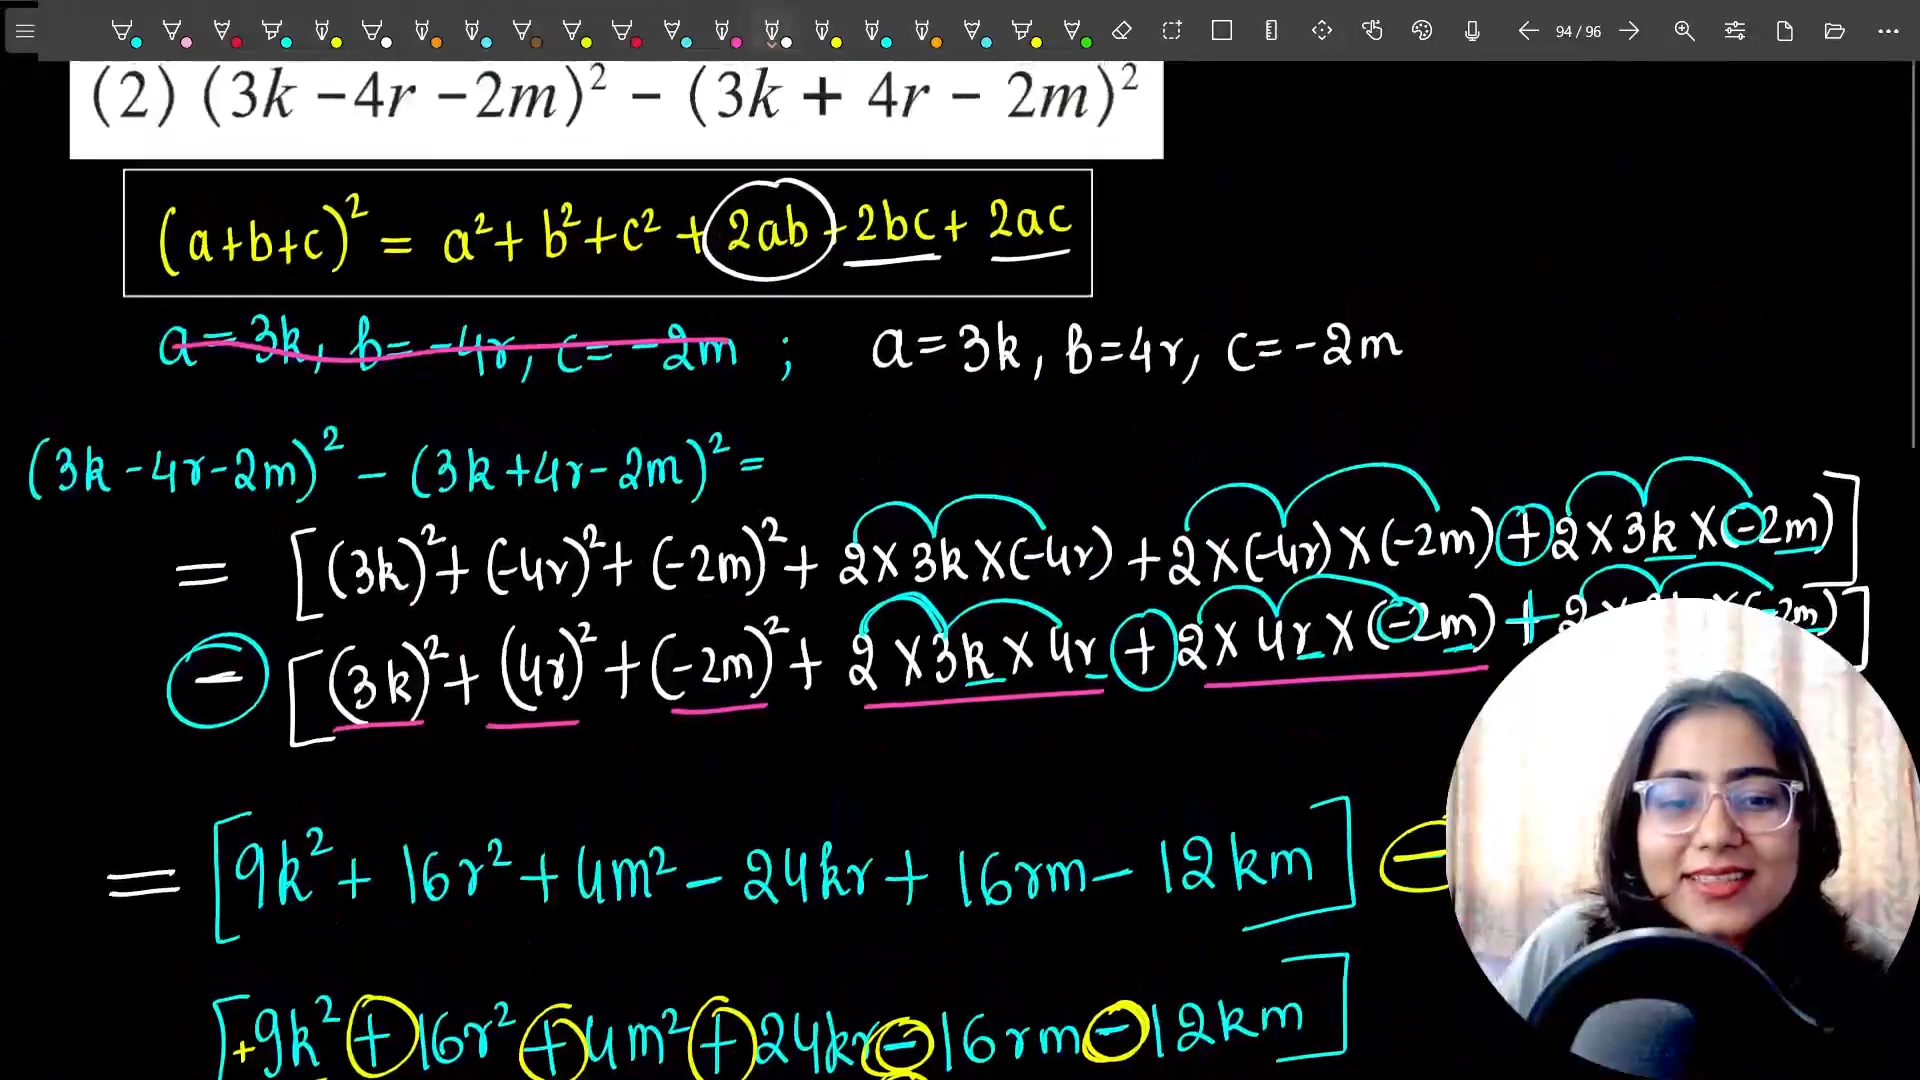 94 / 96
(2) (3k −4r −2m)² − (3k + 4r − 2m)²
(a+b+c)² = a²+ b²+c² +2ab+2bc+ 2ac
a=3k, b=-4r, c= -2m ; a=3k, b=4r, c=-2m
(3k-4r-2m)² - (3k+4r-2m)² =
= [(3k)²+(-4r)²+(-2m)²+ 2×3k×(-4r) +2×(-4r)×(-2m)+2×3k×(-2m)]
- [(3k)²+ (4r)²+(-2m)²+ 2×3k×4r+2×4r×(-2m)+2× -2m)]
= [9k²+ 16r²+4m²- 24kr+ 16rm- 12km] -
[+9k²+16r²+4m²+24kr-16rm-12km]